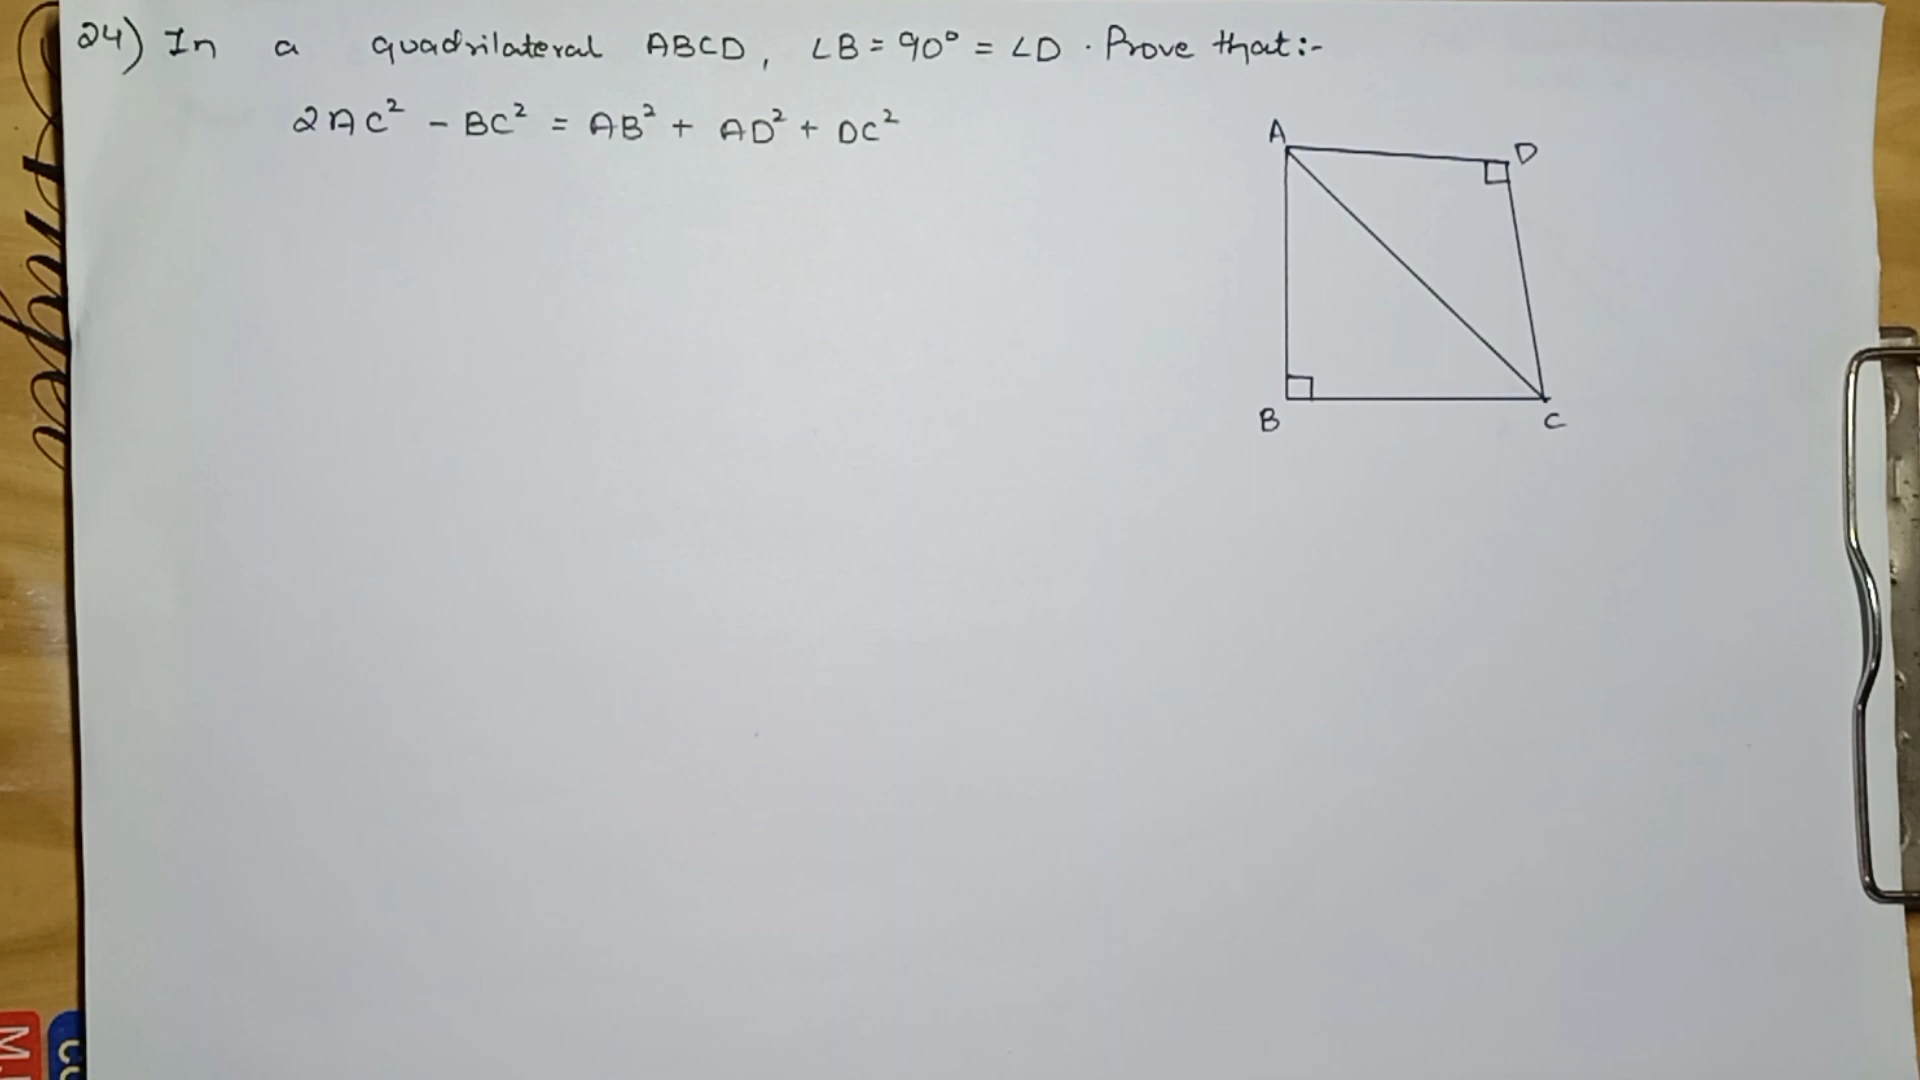 24) In a quadrilateral ABCD, ∠B = 90° = ∠D. Prove that:-
2AC² - BC² = AB² + AD² + DC²
A
D
B
C